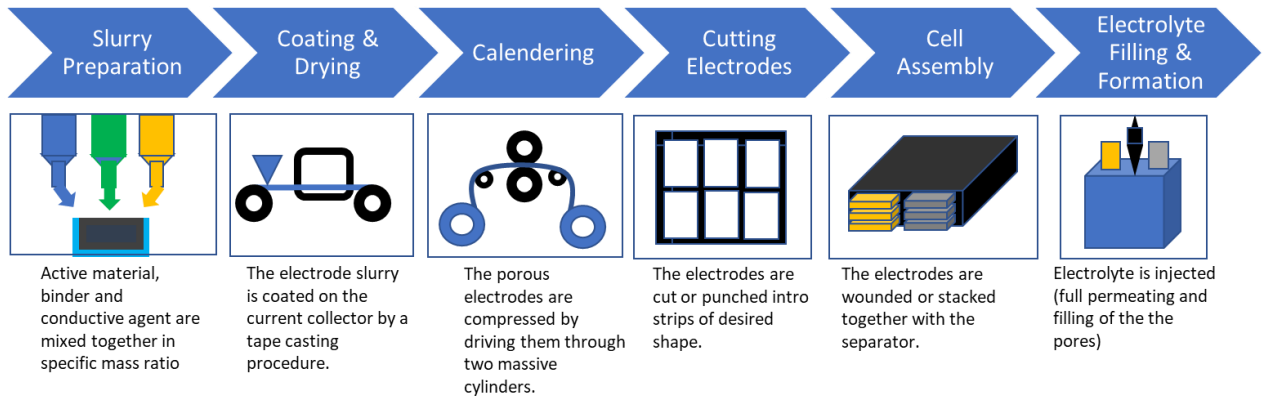 Slurry
Preparation
Coating &
Drying
Calendering
Cutting
Electrodes
Cell
Assembly
Electrolyte
Filling &
Formation
Active material,
binder and
conductive agent are
mixed together in
specific mass ratio
The electrode slurry
is coated on the
current collector by a
tape casting
procedure.
The porous
electrodes are
compressed by
driving them through
two massive
cylinders.
The electrodes are
cut or punched intro
strips of desired
shape.
The electrodes are
wounded or stacked
together with the
separator.
Electrolyte is injected
(full permeating and
filling of the the
pores)